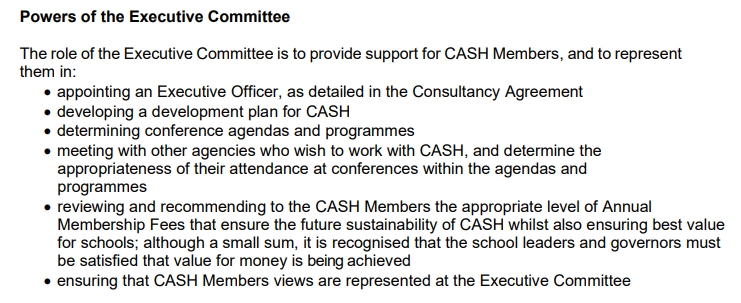 Powers of the Executive Committee
The role of the Executive Committee is to provide support for CASH Members, and to represent
them in:
• appointing an Executive Officer, as detailed in the Consultancy Agreement
• developing a development plan for CASH
• determining conference agendas and programmes
• meeting with other agencies who wish to work with CASH, and determine the
appropriateness of their attendance at conferences within the agendas and
programmes
• reviewing and recommending to the CASH Members the appropriate level of Annual
Membership Fees that ensure the future sustainability of CASH whilst also ensuring best value
for schools; although a small sum, it is recognised that the school leaders and governors must
be satisfied that value for money is being achieved
• ensuring that CASH Members views are represented at the Executive Committee